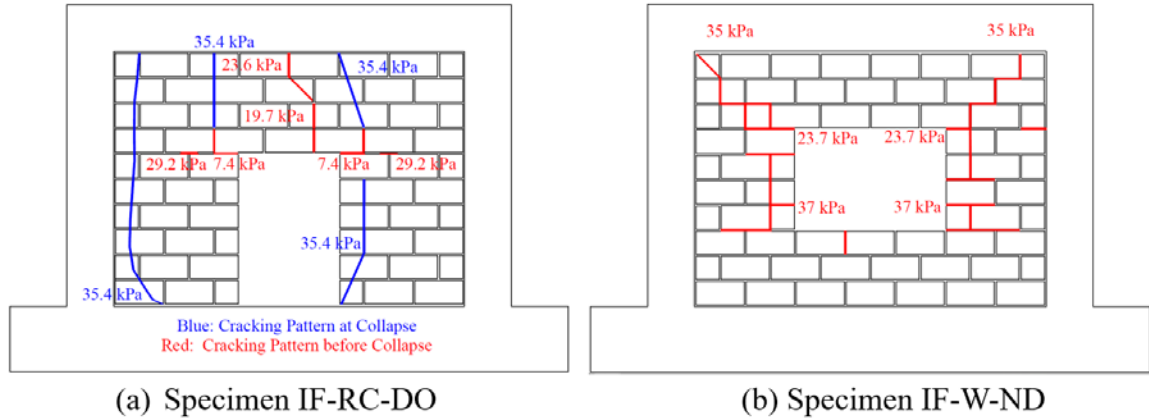 35.4 kPa
23.6 kPa
35.4 kPa
19.7 kPa
29.2 kPa
7.4 kPa
7.4 kPa
29.2 kPa
35.4 kPa
35.4 kPa
Blue: Cracking Pattern at Collapse
Red: Cracking Pattern before Collapse
(a) Specimen IF-RC-DO
35 kPa
35 kPa
23.7 kPa
23.7 kPa
37 kPa
37 kPa
(b) Specimen IF-W-ND